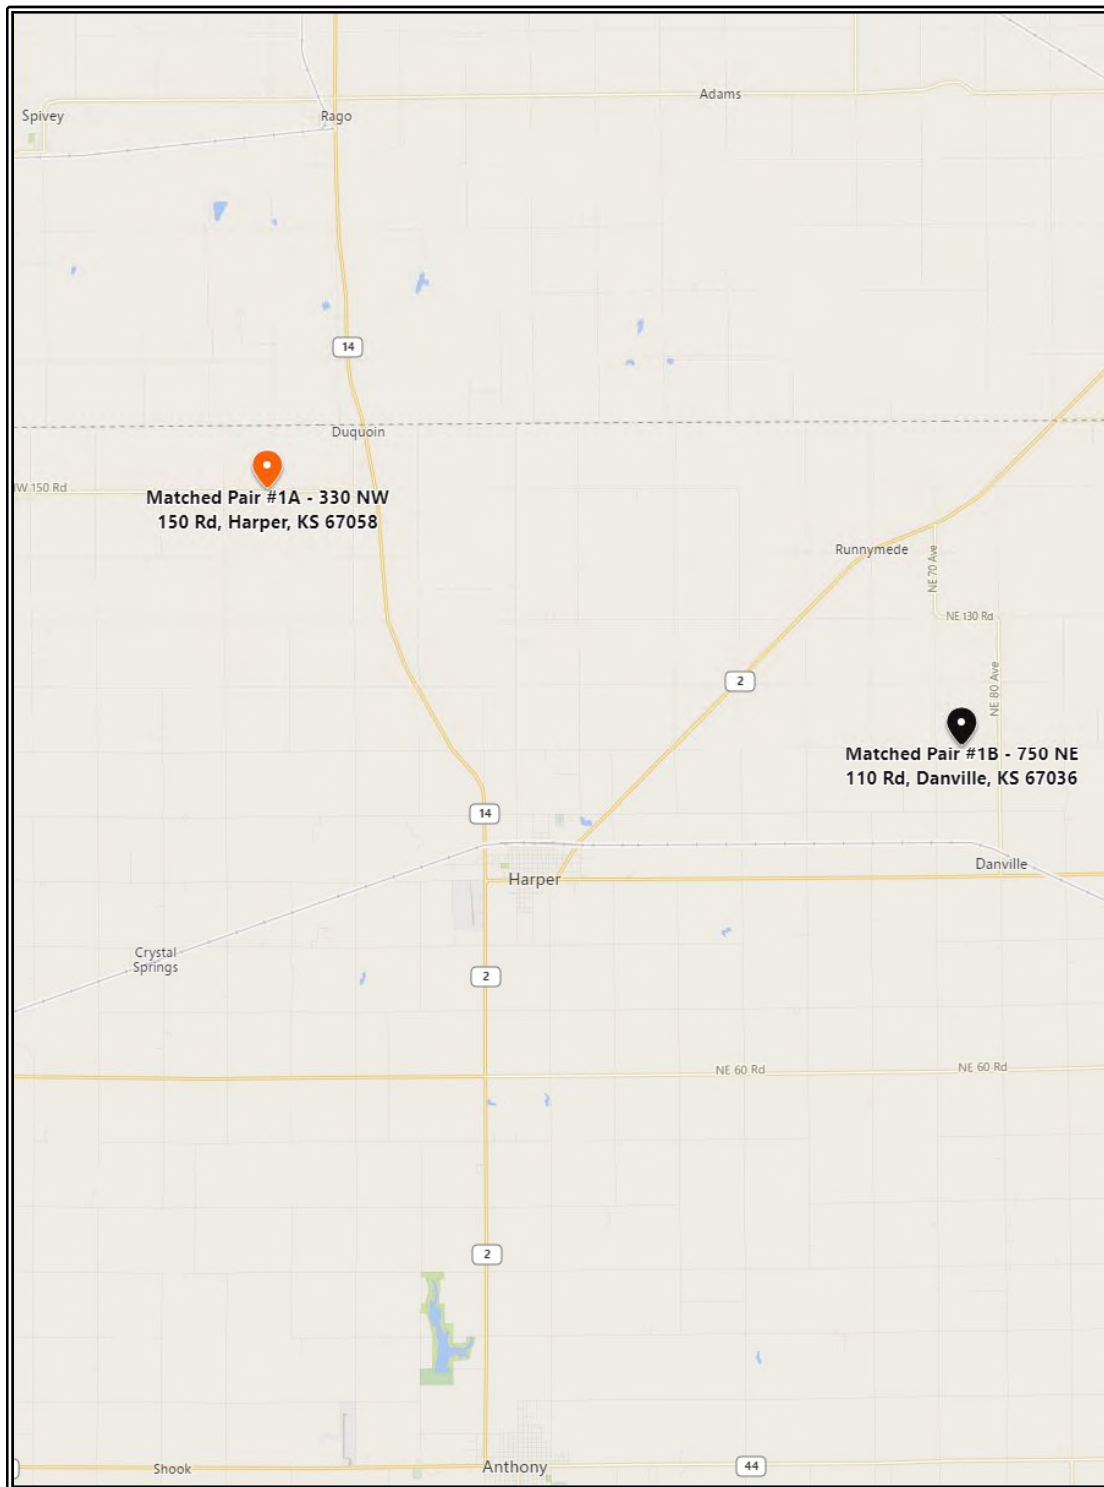 Adams
Spivey
Rago
14
Duquoin
NW 150 Rd
Matched Pair #1A - 330 NW
150 Rd, Harper, KS 67058
Runnymede
NE 70 Ave
NE 130 Rd
2
NE 80 Ave
Matched Pair #1B - 750 NE
110 Rd, Danville, KS 67036
14
Danville
Harper
Crystal
Springs
2
NE 60 Rd
NE 60 Rd
2
Anthony
44
Shook